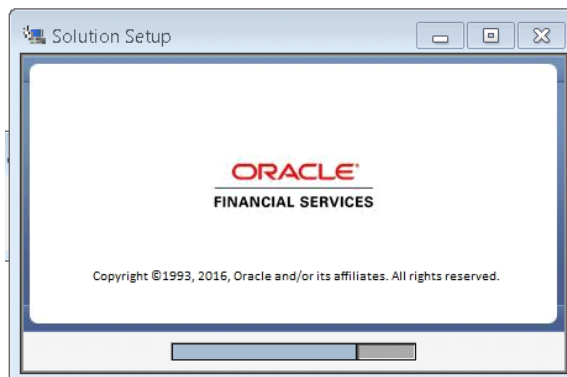 Solution Setup
ORACLE®
FINANCIAL SERVICES
Copyright ©1993, 2016, Oracle and/or its affiliates. All rights reserved.